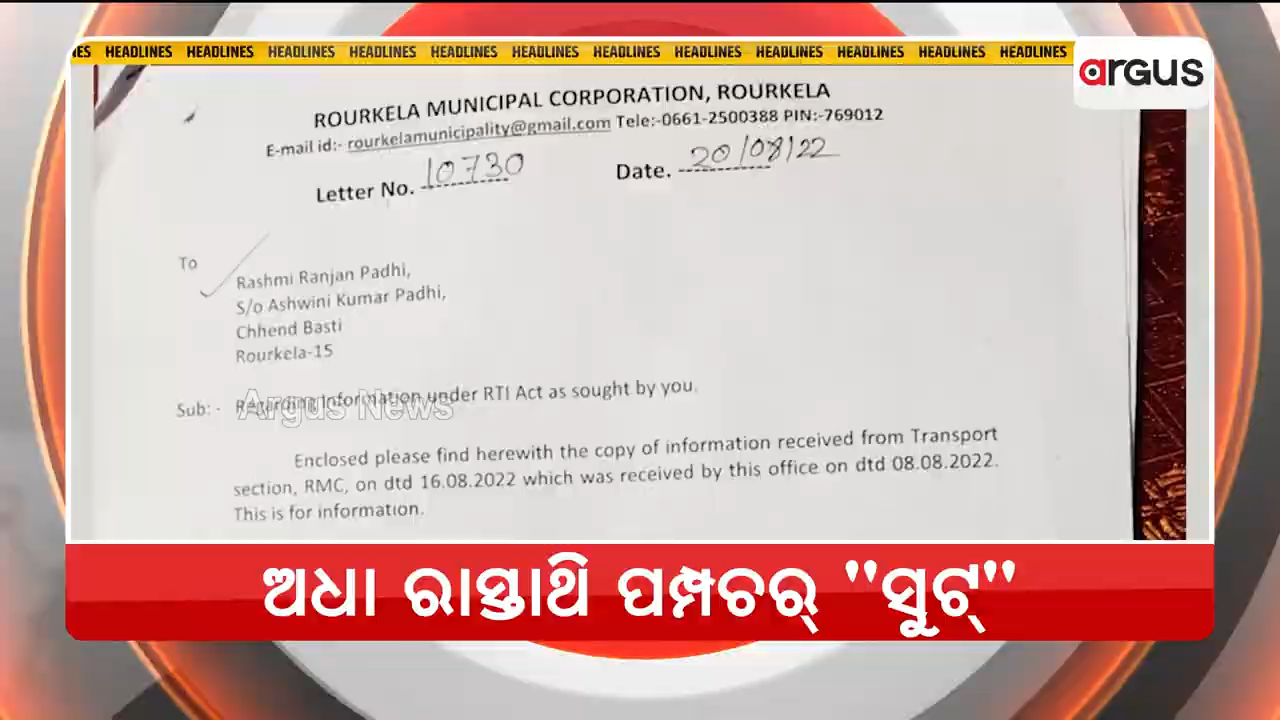 ES HEADLINES HEADLINES HEADLINES HEADLINES HEADLINES HEADLINES HEADLINES HEADLINES HEADLINES HEADLINES HEADLINES HEADLINES
argus
ROURKELA MUNICIPAL CORPORATION, ROURKELA
E-mail id:- rourkelamunicipality@gmail.com Tele:-0661-2500388 PIN:-769012
Letter No. 10730 Date. 20/08/22
To
Rashmi Ranjan Padhi,
S/o Ashwini Kumar Padhi,
Chhend Basti
Rourkela-15
Sub: - Regarding Information under RTI Act as sought by you.
Argus News
Enclosed please find herewith the copy of information received from Transport
section, RMC, on dtd 16.08.2022 which was received by this office on dtd 08.08.2022.
This is for information.
ଅଧା ରାସ୍ତାଥି ପମ୍ପଚର୍ "ସୁଟ୍"